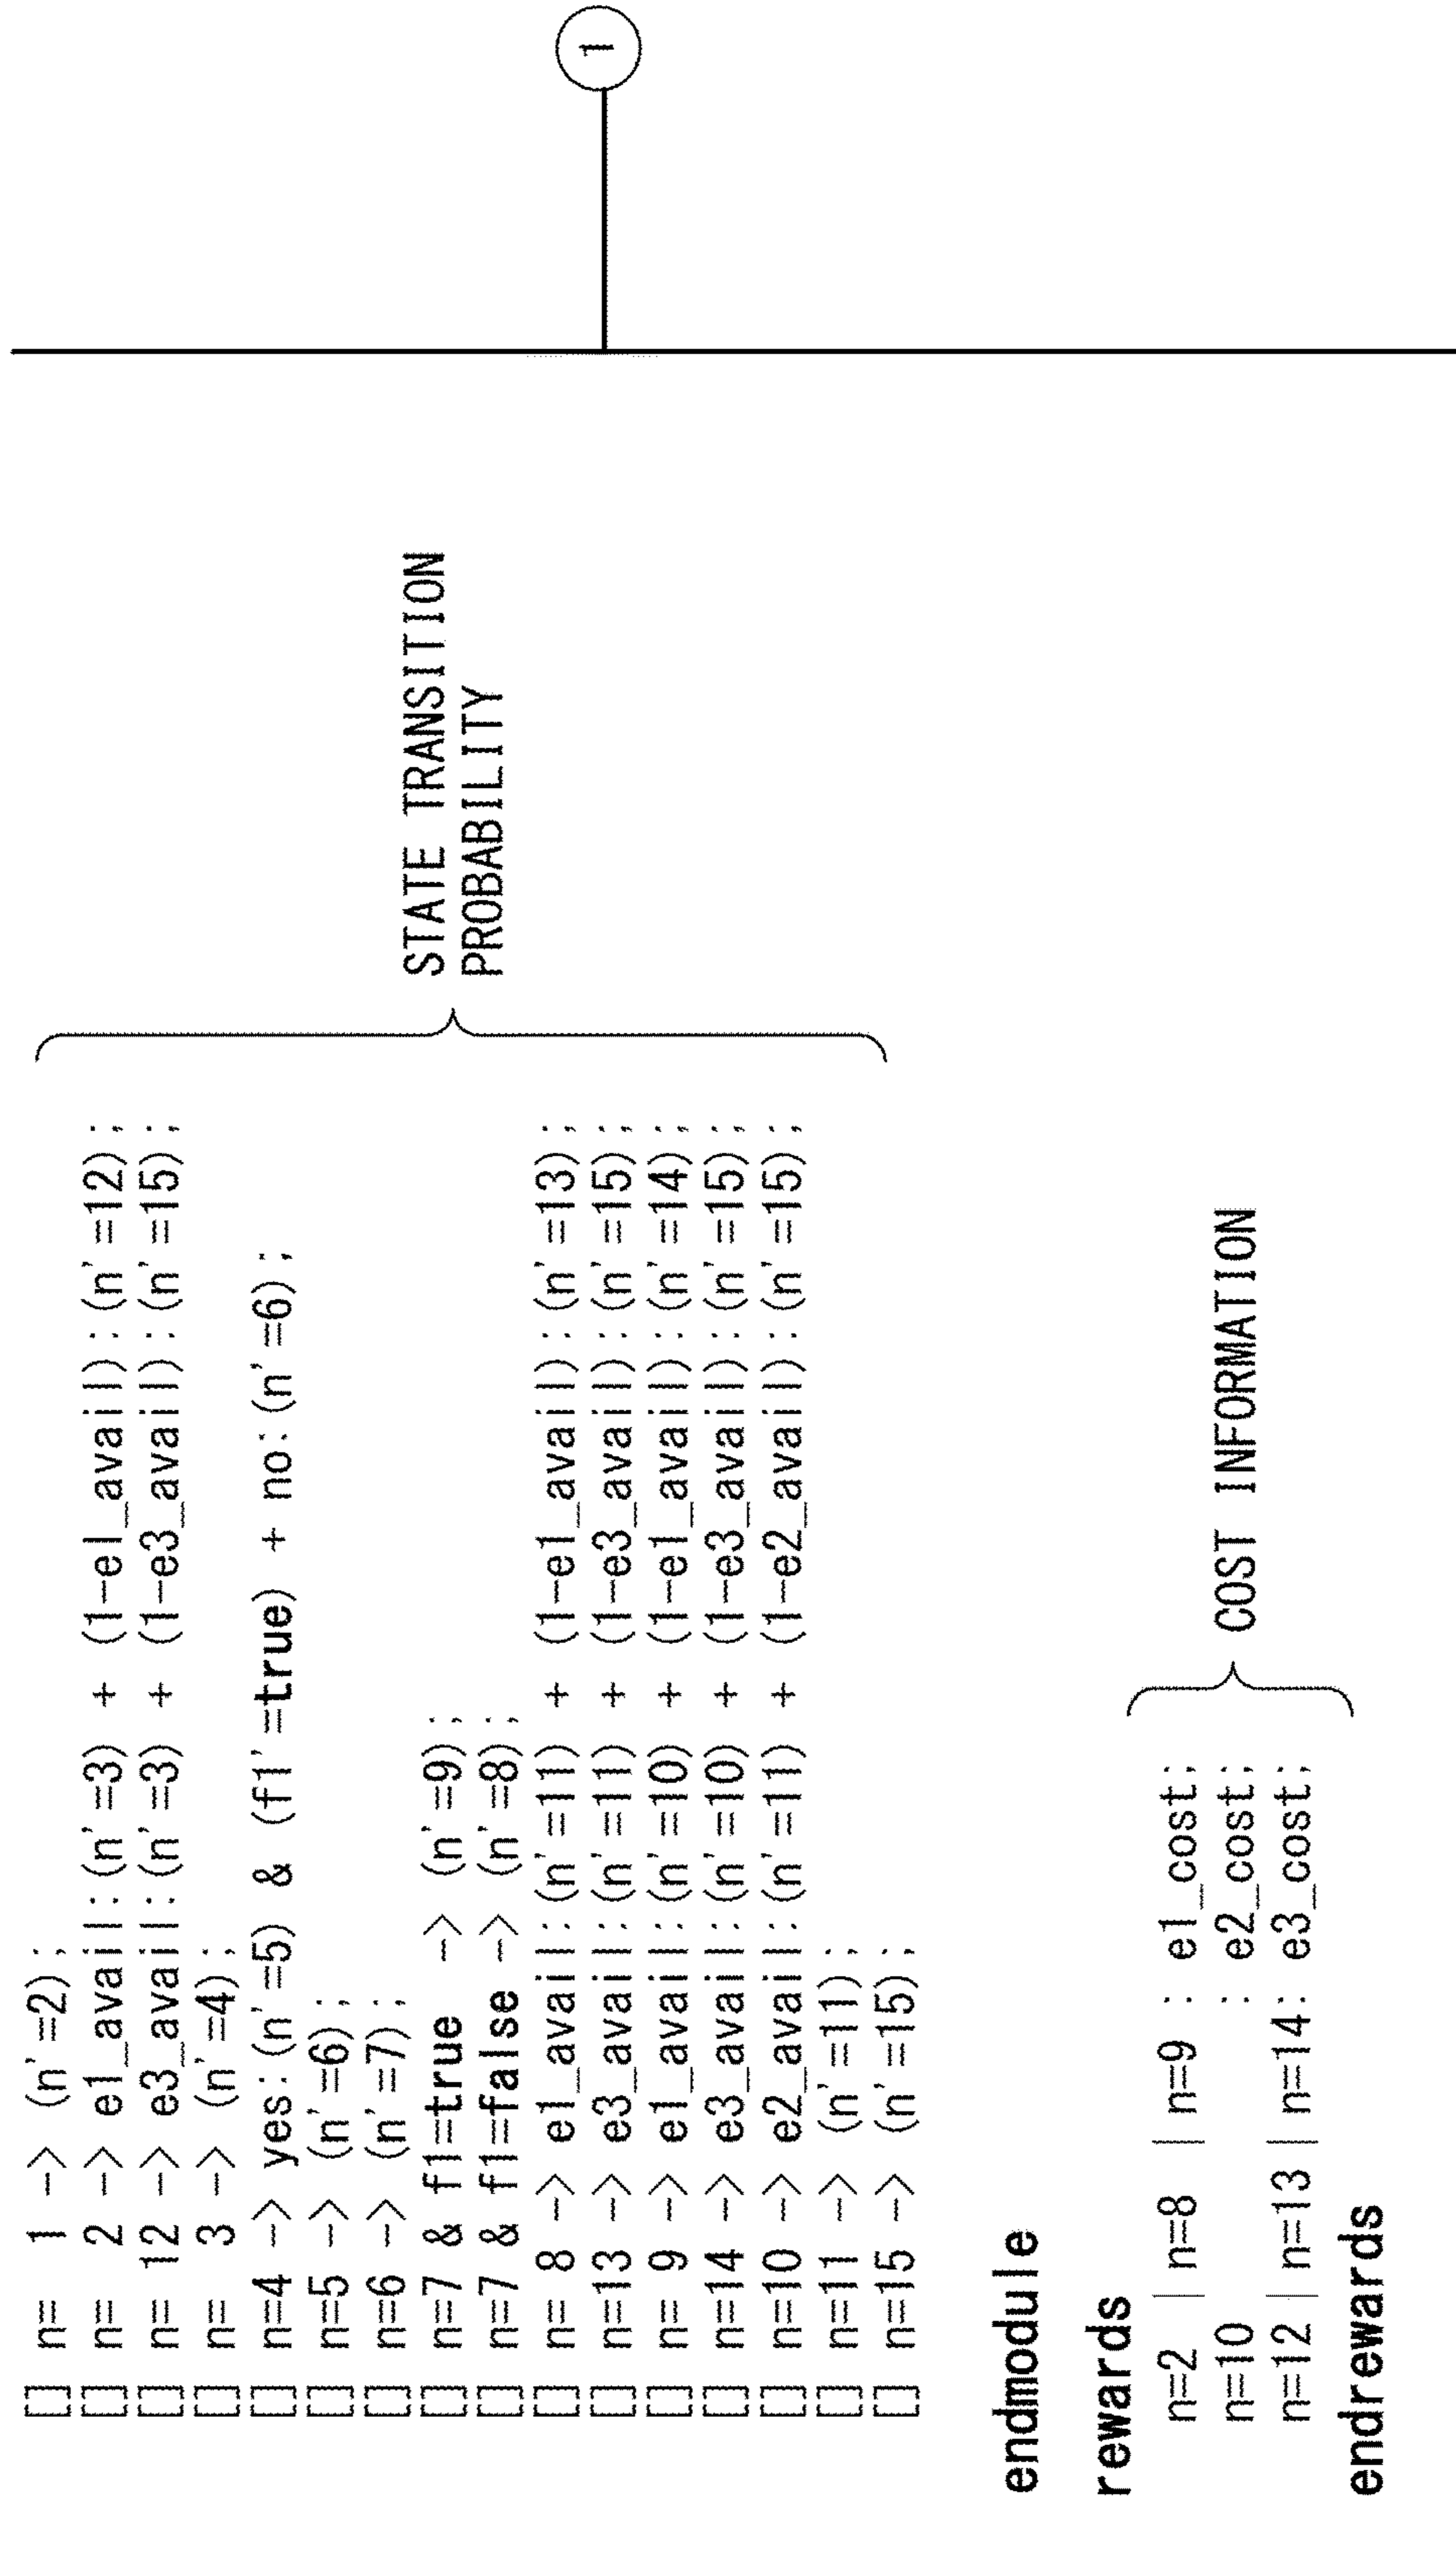 [] n= 1 -> (n'=2);
[] n= 2 -> e1_avail:(n'=3) + (1-e1_avail):(n'=12);
[] n= 12 -> e3_avail:(n'=3) + (1-e3_avail):(n'=15);
[] n= 3 -> (n'=4);
[] n=4 -> yes:(n'=5) & (f1'=true) + no:(n'=6);
[] n=5 -> (n'=6);
[] n=6 -> (n'=7);
[] n=7 & f1=true -> (n'=9);
[] n=7 & f1=false -> (n'=8);
[] n= 8 -> e1_avail:(n'=11) + (1-e1_avail):(n'=13);
[] n=13 -> e3_avail:(n'=11) + (1-e3_avail):(n'=15);
[] n= 9 -> e1_avail:(n'=10) + (1-e1_avail):(n'=14);
[] n=14 -> e3_avail:(n'=10) + (1-e3_avail):(n'=15);
[] n=10 -> e2_avail:(n'=11) + (1-e2_avail):(n'=15);
[] n=11 -> (n'=11);
[] n=15 -> (n'=15);
STATE TRANSITION
PROBABILITY
1
endmodule
rewards
n=2 | n=8 | n=9 : e1_cost;
n=10 : e2_cost;
n=12 | n=13 | n=14: e3_cost;
endrewards
COST INFORMATION